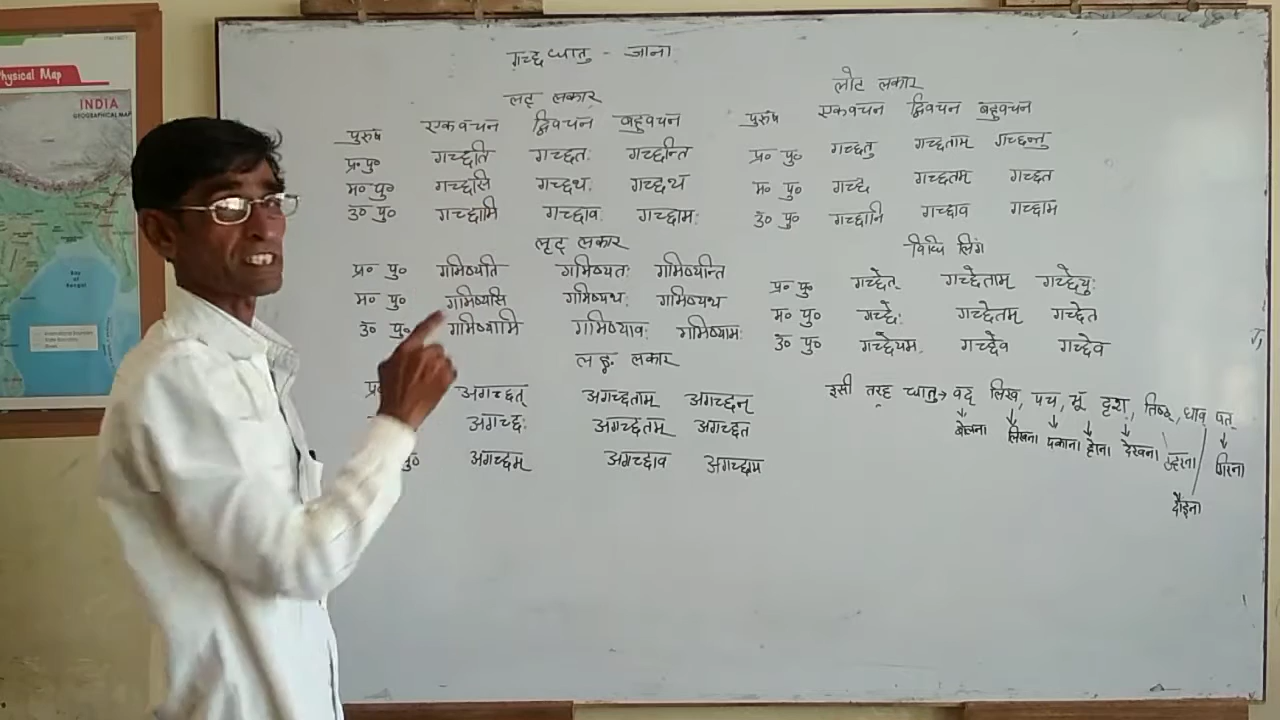 Physical Map
INDIA
GEOGRAPHICAL MAP
Bay of Bengal
गच्छ धातु - जाना
लट् लकार
पुरुष एकवचन द्विवचन बहुवचन
प्र० पु० गच्छति गच्छतः गच्छन्ति
म० पु० गच्छसि गच्छथः गच्छथ
उ० पु० गच्छामि गच्छावः गच्छामः
लृट् लकार
प्र० पु० गमिष्यति गमिष्यतः गमिष्यन्ति
म० पु० गमिष्यसि गमिष्यथः गमिष्यथ
उ० पु० गमिष्यामि गमिष्यावः गमिष्यामः
लङ्ग लकार
प्र अगच्छत् अगच्छताम् अगच्छन्
अगच्छः अगच्छतम् अगच्छत
पु० अगच्छम् अगच्छाव अगच्छाम
लोट लकार
पुरुष एकवचन द्विवचन बहुवचन
प्र० पु० गच्छतु गच्छताम् गच्छन्तु
म० पु० गच्छ गच्छतम् गच्छत
उ० पु० गच्छानि गच्छाव गच्छाम
विधि लिंग
प्र० पु० गच्छेत् गच्छेताम् गच्छेयुः
म० पु० गच्छेः गच्छेतम् गच्छेत
उ० पु० गच्छेयम् गच्छेव गच्छेव
इसी तरह धातु→ वद् लिख, पच, भू दृश, तिष्ठ, धाव पत्
बोलना लिखना पकाना होना देखना ठहरना गिरना
दौड़ना